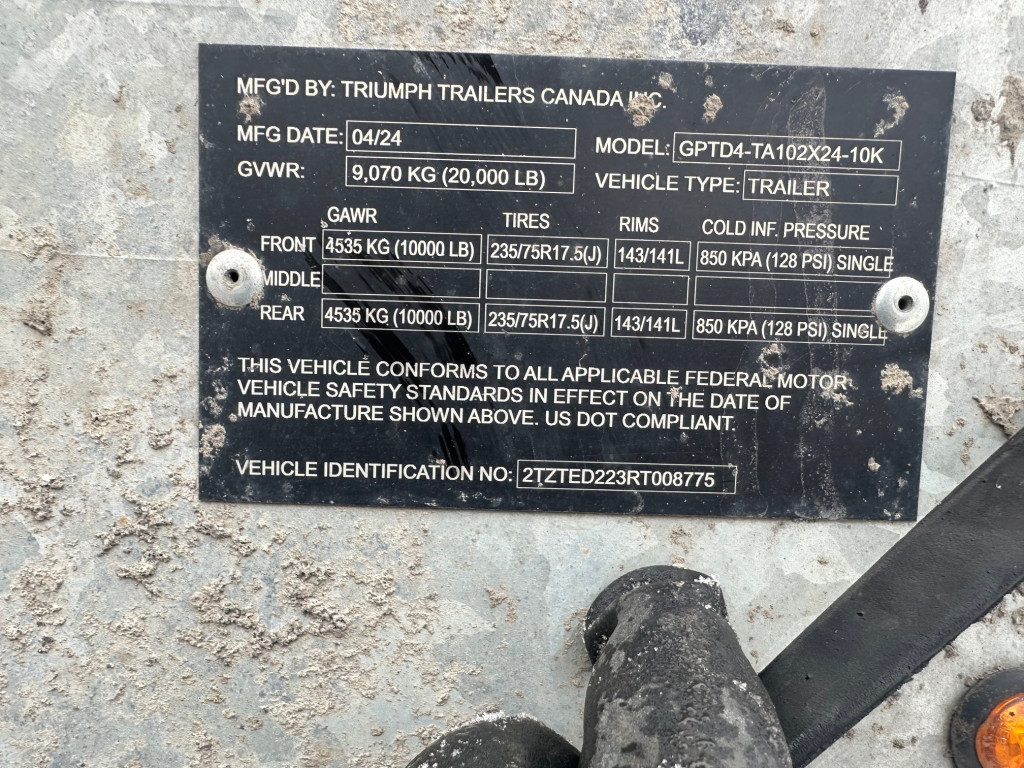 MFG'D BY: TRIUMPH TRAILERS CANADA INC.
MFG DATE: 04/24 MODEL: GPTD4-TA102X24-10K
GVWR: 9,070 KG (20,000 LB) VEHICLE TYPE: TRAILER
GAWR TIRES RIMS COLD INF. PRESSURE
FRONT 4535 KG (10000 LB) 235/75R17.5(J) 143/141L 850 KPA (128 PSI) SINGLE
MIDDLE
REAR 4535 KG (10000 LB) 235/75R17.5(J) 143/141L 850 KPA (128 PSI) SINGLE
THIS VEHICLE CONFORMS TO ALL APPLICABLE FEDERAL MOTOR
VEHICLE SAFETY STANDARDS IN EFFECT ON THE DATE OF
MANUFACTURE SHOWN ABOVE. US DOT COMPLIANT.
VEHICLE IDENTIFICATION NO: 2TZTED223RT008775